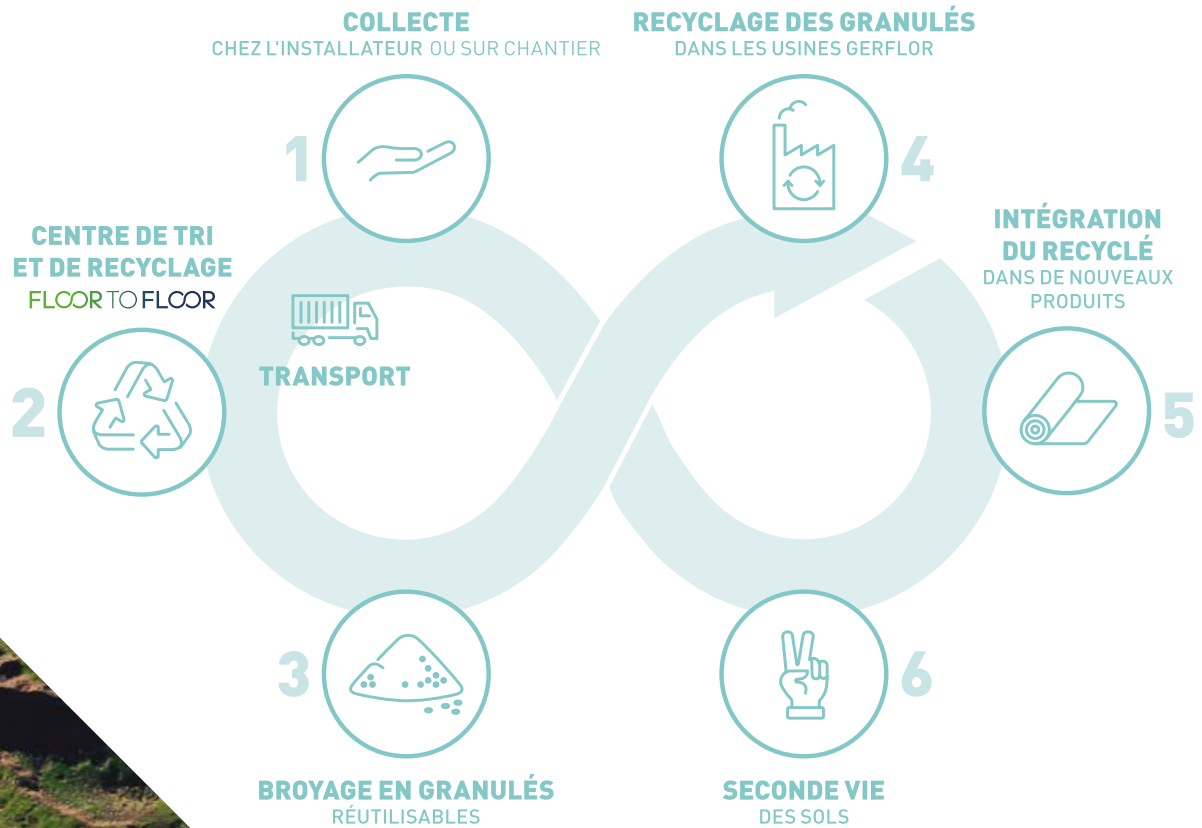 COLLECTE
CHEZ L'INSTALLATEUR OU SUR CHANTIER
1
CENTRE DE TRI
ET DE RECYCLAGE
FLOOR TO FLOOR
2
TRANSPORT
3
BROYAGE EN GRANULÉS
RÉUTILISABLES
RECYCLAGE DES GRANULÉS
DANS LES USINES GERFLOR
4
INTÉGRATION
DU RECYCLÉ
DANS DE NOUVEAUX
PRODUITS
5
6
SECONDE VIE
DES SOLS